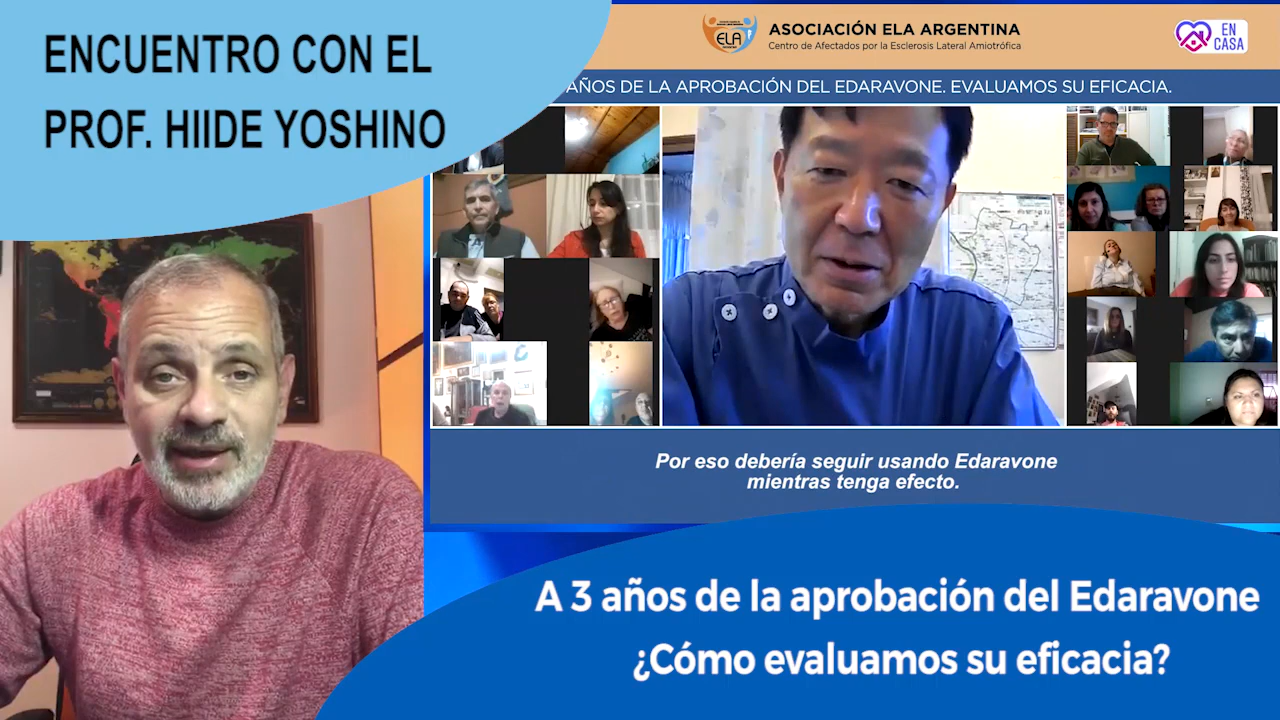 ENCUENTRO CON EL
PROF. HIIDE YOSHINO
ELA
ASOCIACIÓN ELA ARGENTINA
Centro de Afectados por la Esclerosis Lateral Amiotrófica
EN
CASA
AÑOS DE LA APROBACIÓN DEL EDARAVONE. EVALUAMOS SU EFICACIA.
Por eso debería seguir usando Edaravone
mientras tenga efecto.
A 3 años de la aprobación del Edaravone
¿Cómo evaluamos su eficacia?